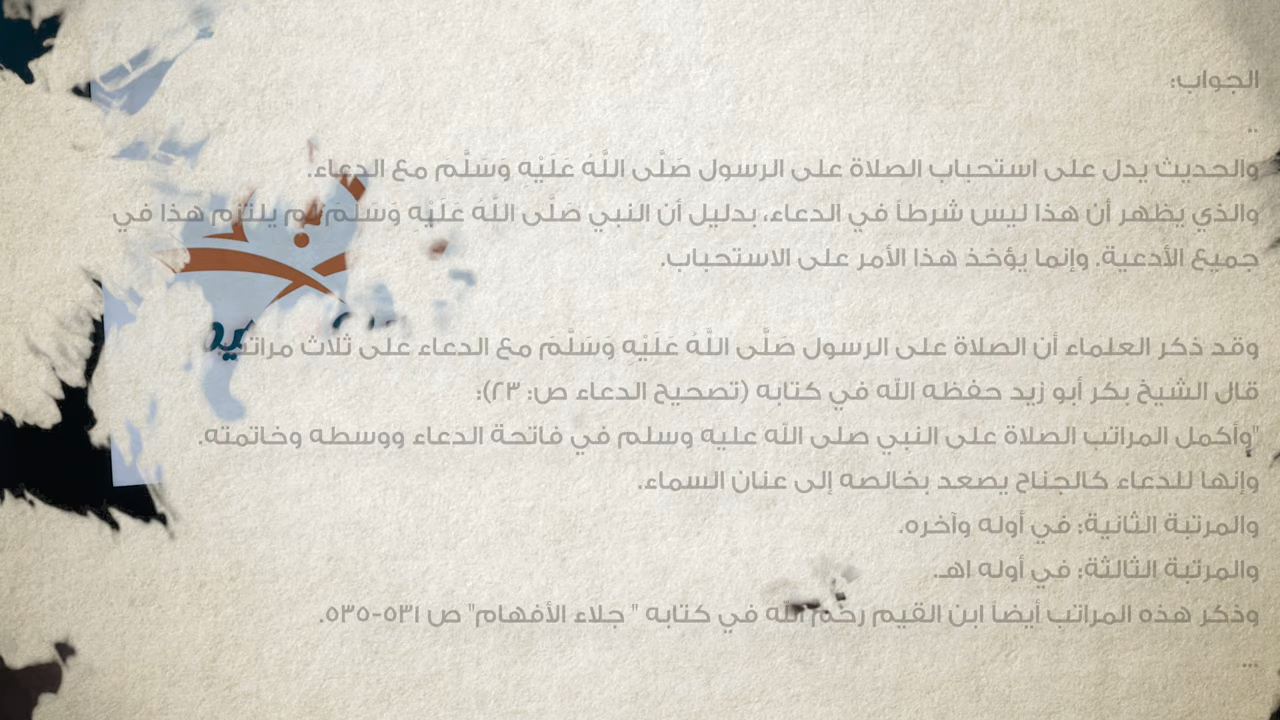 الجواب:
..
والحديث يدل على استحباب الصلاة على الرسول صَلَّى اللَّهُ عَلَيْهِ وَسَلَّم مع الدعاء.
والذي يظهر أن هذا ليس شرطاً في الدعاء، بدليل أن النبي صَلَّى اللَّهُ عَلَيْهِ وَسَلَّمَ لم يلتزم هذا في
جميع الأدعية. وإنما يؤخذ هذا الأمر على الاستحباب.
وقد ذكر العلماء أن الصلاة على الرسول صَلَّى اللَّهُ عَلَيْهِ وَسَلَّمَ مع الدعاء على ثلاث مراتب
قال الشيخ بكر أبو زيد حفظه الله في كتابه (تصحيح الدعاء ص: ٢٣):
"وأكمل المراتب الصلاة على النبي صلى الله عليه وسلم في فاتحة الدعاء ووسطه وخاتمته.
وإنها للدعاء كالجناح يصعد بخالصه إلى عنان السماء.
والمرتبة الثانية: في أوله وآخره.
والمرتبة الثالثة: في أوله اهـ.
وذكر هذه المراتب أيضاً ابن القيم رحم الله في كتابه " جلاء الأفهام" ص ٥٣١-٥٣٥.
...